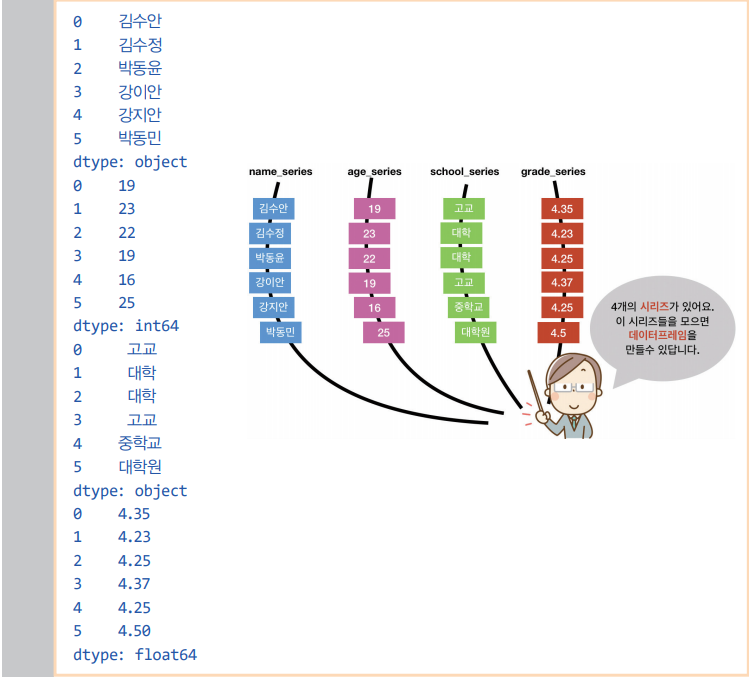 0 김수안
1 김수정
2 박동윤
3 강이안
4 강지안
5 박동민
dtype: object
0 19
1 23
2 22
3 19
4 16
5 25
dtype: int64
0 고교
1 대학
2 대학
3 고교
4 중학교
5 대학원
dtype: object
0 4.35
1 4.23
2 4.25
3 4.37
4 4.25
5 4.50
dtype: float64
name_series age_series school_series grade_series
김수안 19 고교 4.35
김수정 23 대학 4.23
박동윤 22 대학 4.25
강이안 19 고교 4.37
강지안 16 중학교 4.25
박동민 25 대학원 4.5
4개의 시리즈가 있어요.
이 시리즈들을 모으면
데이터프레임을
만들수 있답니다.